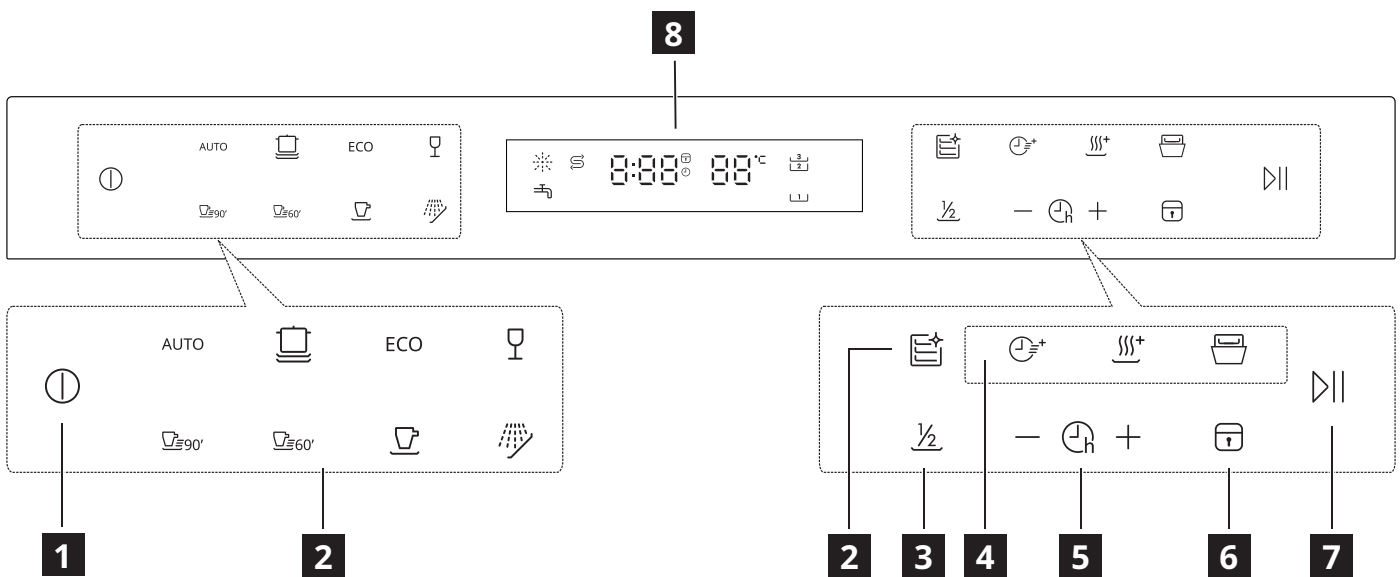 8
AUTO ECO
90' 60'
8:88 88 °C 3
2
1
+ +
½ − h +
AUTO ECO
90' 60'
+ +
½ − h +
1 2 2 3 4 5 6 7